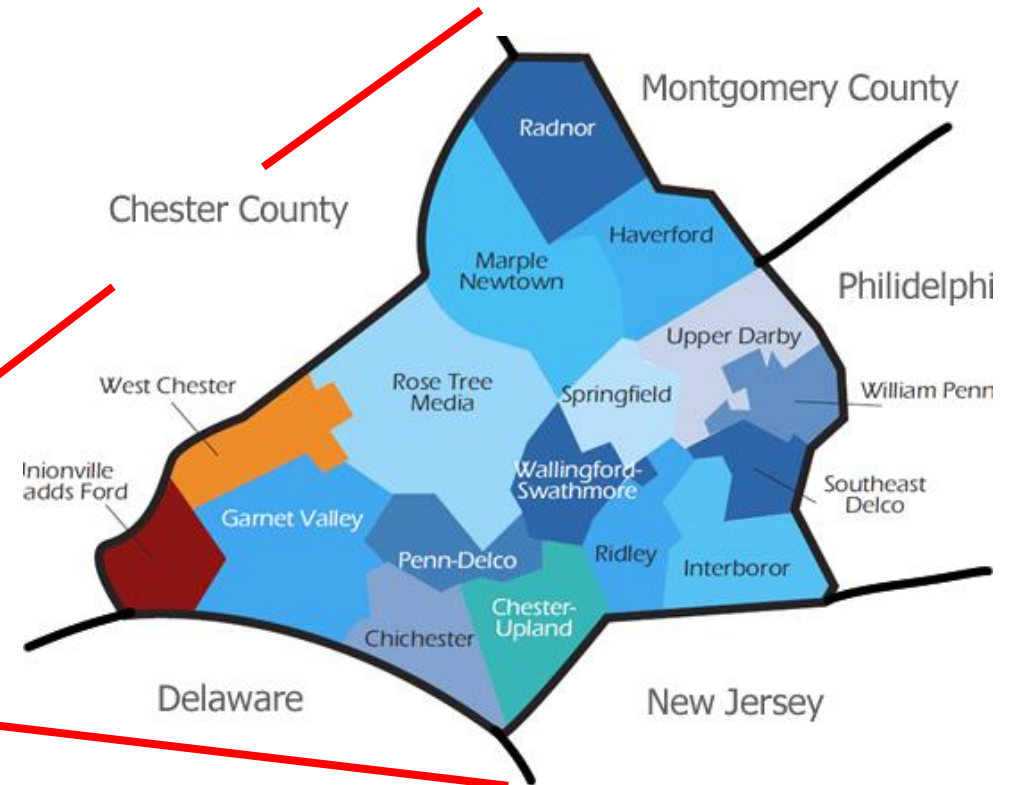 Montgomery County
Radnor
Chester County
Haverford
Marple
Newtown
Philidelphi
Upper Darby
West Chester
Rose Tree
Media
Springfield
William Penn
Jnionville
adds Ford
Wallingford-
Swathmore
Southeast
Delco
Garnet Valley
Penn-Delco
Ridley
Interboror
Chester-
Upland
Chichester
Delaware
New Jersey